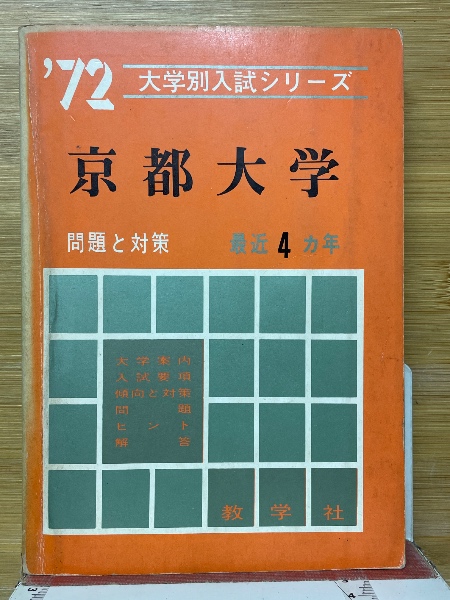 '72 大学別入試シリーズ
京都大学
問題と対策 最近4カ年
大学案内
入試要項
傾向と対策
問題
ヒント
解答
教学社